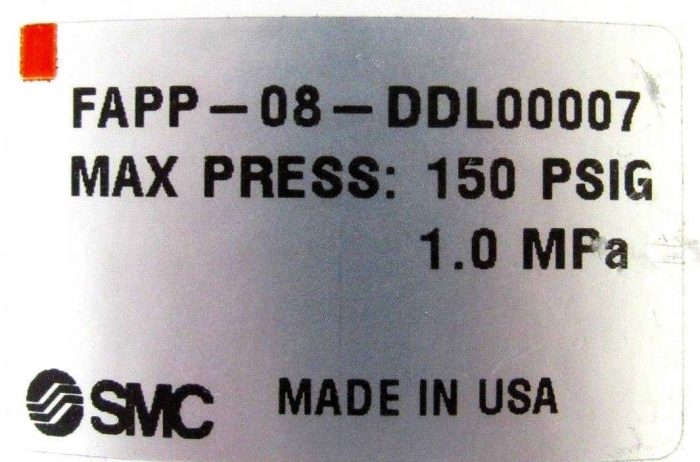 FAPP-08-DDL00007
MAX PRESS: 150 PSIG
1.0 MPa
SMC MADE IN USA